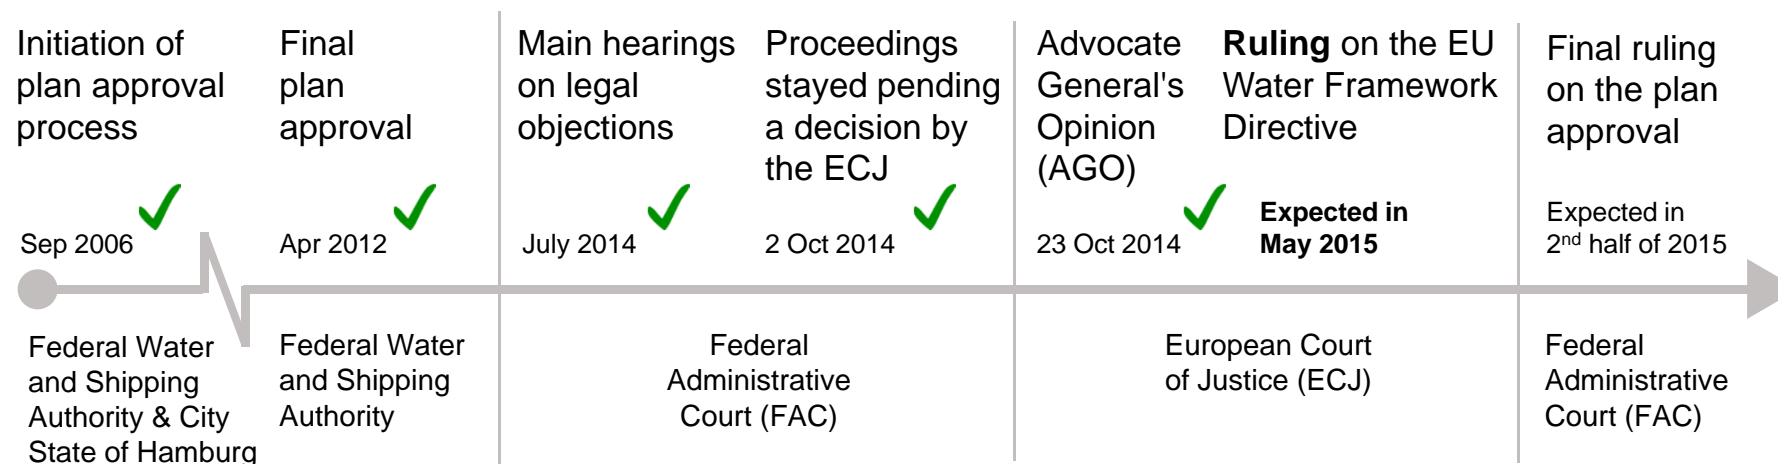 Initiation of
plan approval
process
Sep 2006
Final
plan
approval
Apr 2012
Main hearings
on legal
objections
July 2014
Proceedings
stayed pending
a decision by
the ECJ
2 Oct 2014
Advocate
General's
Opinion
(AGO)
23 Oct 2014
Ruling on the EU
Water Framework
Directive
Expected in
May 2015
Final ruling
on the plan
approval
Expected in
2nd half of 2015
Federal Water
and Shipping
Authority & City
State of Hamburg
Federal Water
and Shipping
Authority
Federal
Administrative
Court (FAC)
European Court
of Justice (ECJ)
Federal
Administrative
Court (FAC)